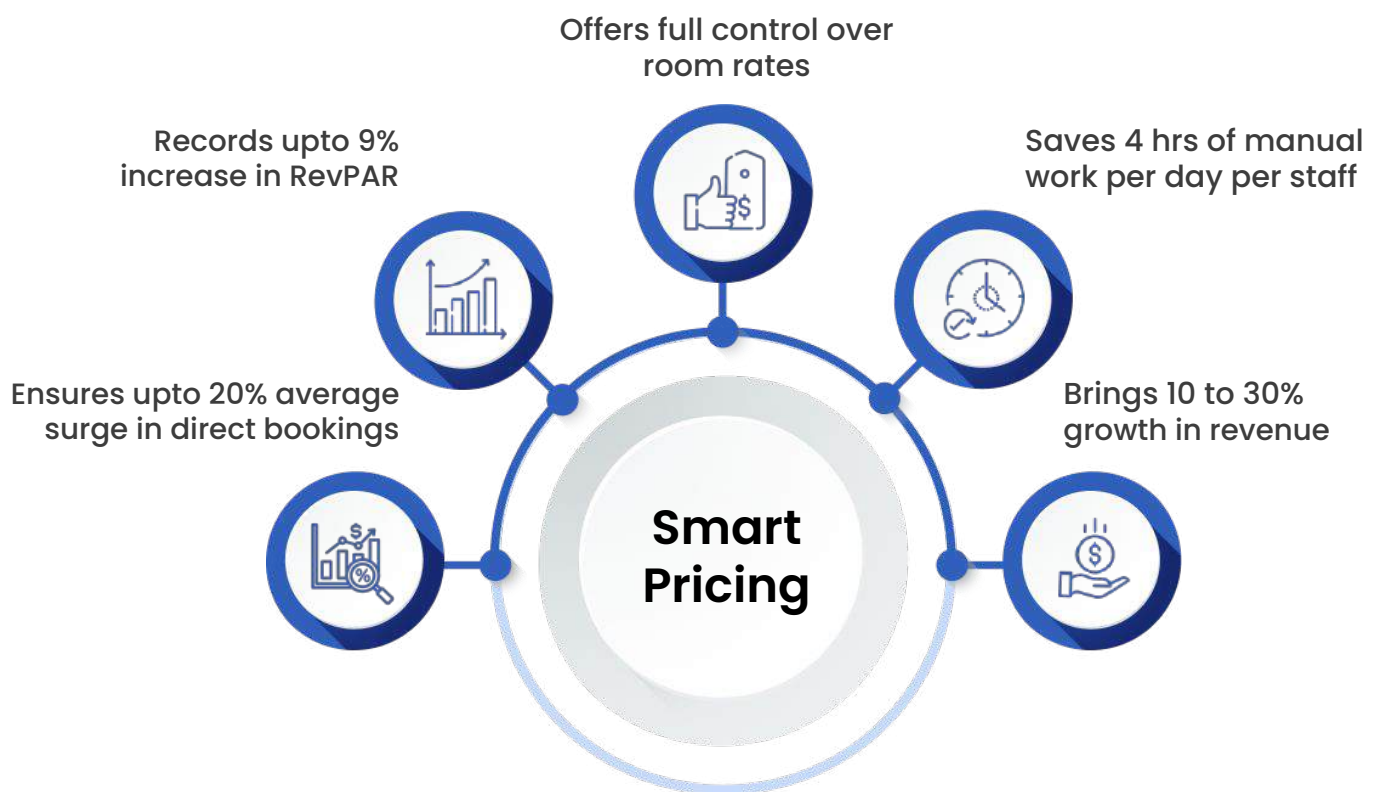 Offers full control over
room rates
Records upto 9%
increase in RevPAR
Saves 4 hrs of manual
work per day per staff
Ensures upto 20% average
surge in direct bookings
Brings 10 to 30%
growth in revenue
$
$
%
$
Smart
Pricing